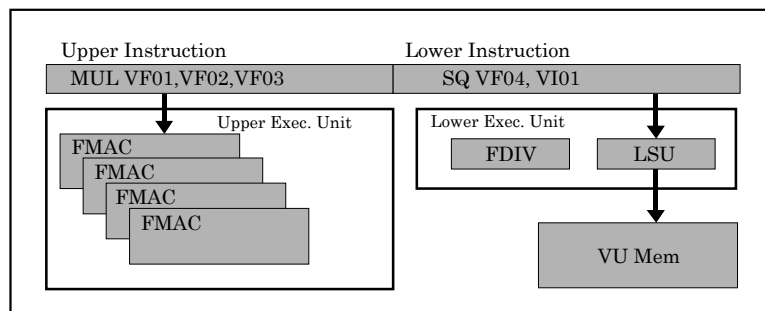 Upper Instruction Lower Instruction
MUL VF01,VF02,VF03 SQ VF04, VI01
Upper Exec. Unit Lower Exec. Unit
FMAC
FMAC
FMAC
FMAC
FDIV LSU
VU Mem